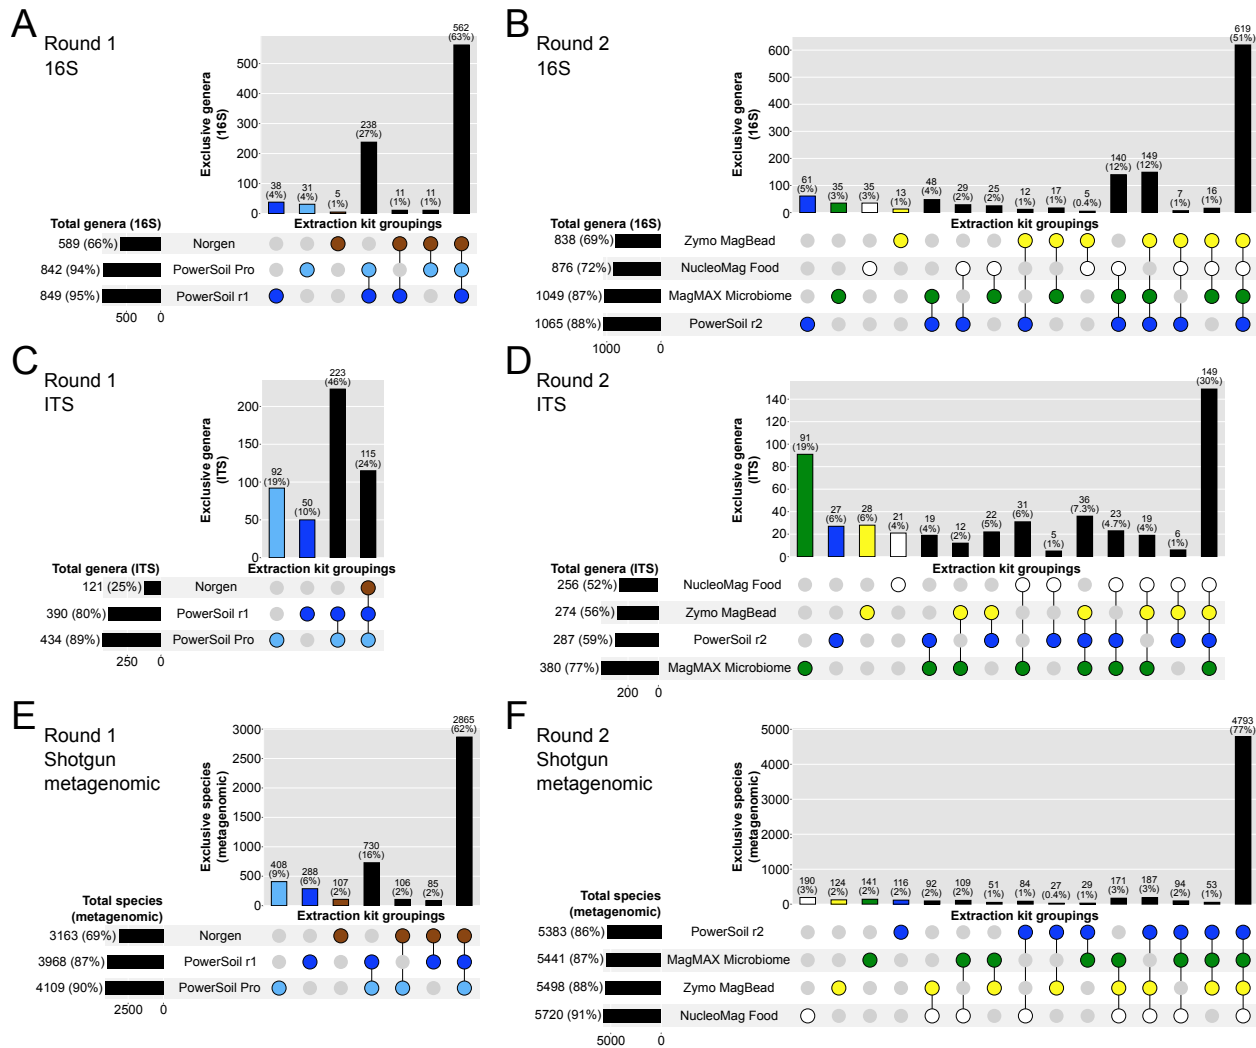 A
Round 1
16S
Exclusive genera
(16S)
500
400
300
200
100
0
38
(4%)
31
(4%)
5
(1%)
238
(27%)
11
(1%)
11
(1%)
562
(63%)
Total genera (16S)
Extraction kit groupings
589 (66%)
Norgen
842 (94%)
PowerSoil Pro
849 (95%)
PowerSoil r1
500
0
B
Round 2
16S
Exclusive genera
(16S)
600
500
400
300
200
100
0
61
(5%)
35
(3%)
35
(3%)
13
(1%)
48
(4%)
29
(2%)
25
(2%)
12
(1%)
17
(1%)
5
(0.4%)
140
(12%)
149
(12%)
7
(1%)
16
(1%)
619
(51%)
Total genera (16S)
Extraction kit groupings
838 (69%)
Zymo MagBead
876 (72%)
NucleoMag Food
1049 (87%)
MagMAX Microbiome
1065 (88%)
PowerSoil r2
1000
0
C
Round 1
ITS
Exclusive genera
(ITS)
200
150
100
50
0
92
(19%)
50
(10%)
223
(46%)
115
(24%)
Total genera (ITS)
Extraction kit groupings
121 (25%)
Norgen
390 (80%)
PowerSoil r1
434 (89%)
PowerSoil Pro
250
0
D
Round 2
ITS
Exclusive genera
(ITS)
140
120
100
80
60
40
20
0
91
(19%)
27
(6%)
28
(6%)
21
(4%)
19
(4%)
12
(2%)
22
(5%)
31
(6%)
5
(1%)
36
(7.3%)
23
(4.7%)
19
(4%)
6
(1%)
149
(30%)
Total genera (ITS)
Extraction kit groupings
256 (52%)
NucleoMag Food
274 (56%)
Zymo MagBead
287 (59%)
PowerSoil r2
380 (77%)
MagMAX Microbiome
200
0
E
Round 1
Shotgun
metagenomic
Exclusive species
(metagenomic)
3000
2500
2000
1500
1000
500
0
408
(9%)
288
(6%)
107
(2%)
730
(16%)
106
(2%)
85
(2%)
2865
(62%)
Total species
(metagenomic)
Extraction kit groupings
3163 (69%)
Norgen
3968 (87%)
PowerSoil r1
4109 (90%)
PowerSoil Pro
2500
0
F
Round 2
Shotgun
metagenomic
Exclusive species
(metagenomic)
5000
4000
3000
2000
1000
0
190
(3%)
124
(2%)
141
(2%)
116
(2%)
92
(2%)
109
(2%)
51
(1%)
84
(1%)
27
(0.4%)
29
(1%)
171
(3%)
187
(3%)
94
(2%)
53
(1%)
4793
(77%)
Total species
(metagenomic)
Extraction kit groupings
5383 (86%)
PowerSoil r2
5441 (87%)
MagMAX Microbiome
5498 (88%)
Zymo MagBead
5720 (91%)
NucleoMag Food
5000
0